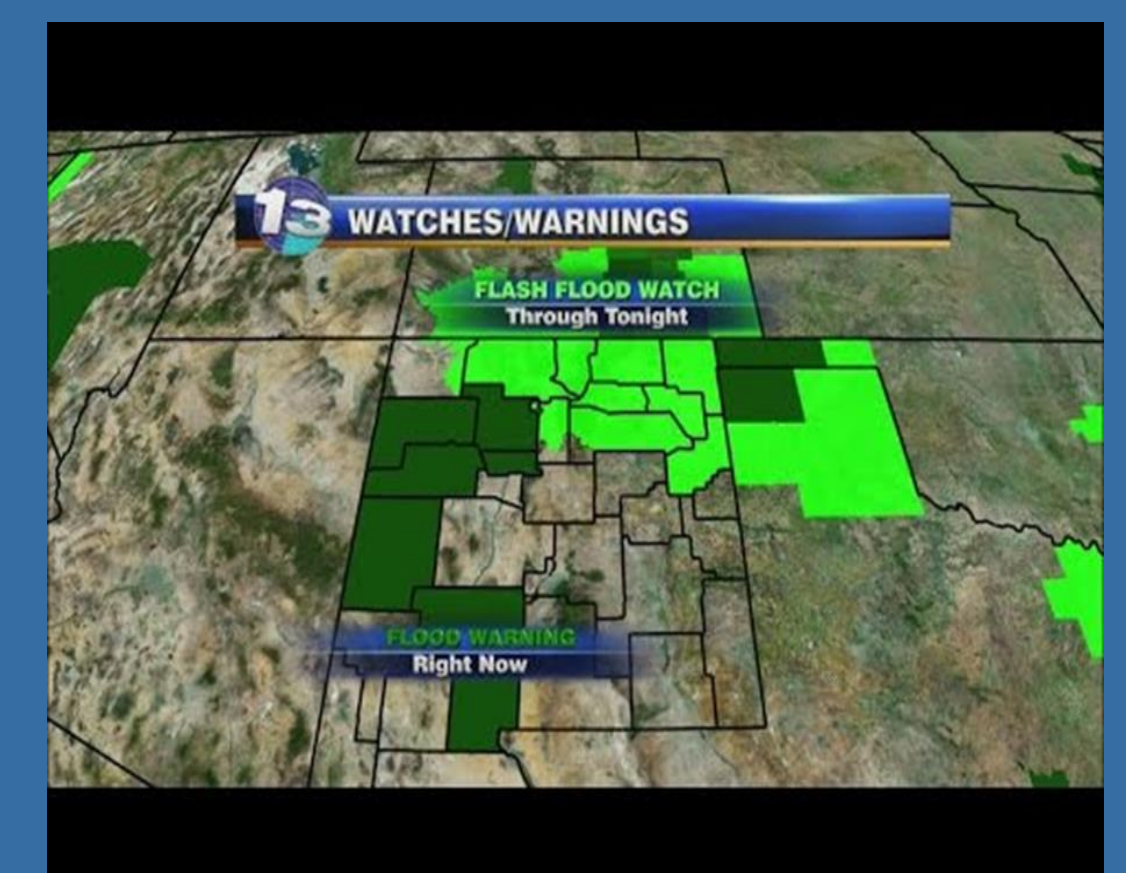 13 WATCHES/WARNINGS
FLASH FLOOD WATCH
Through Tonight
FLOOD WARNING
Right Now